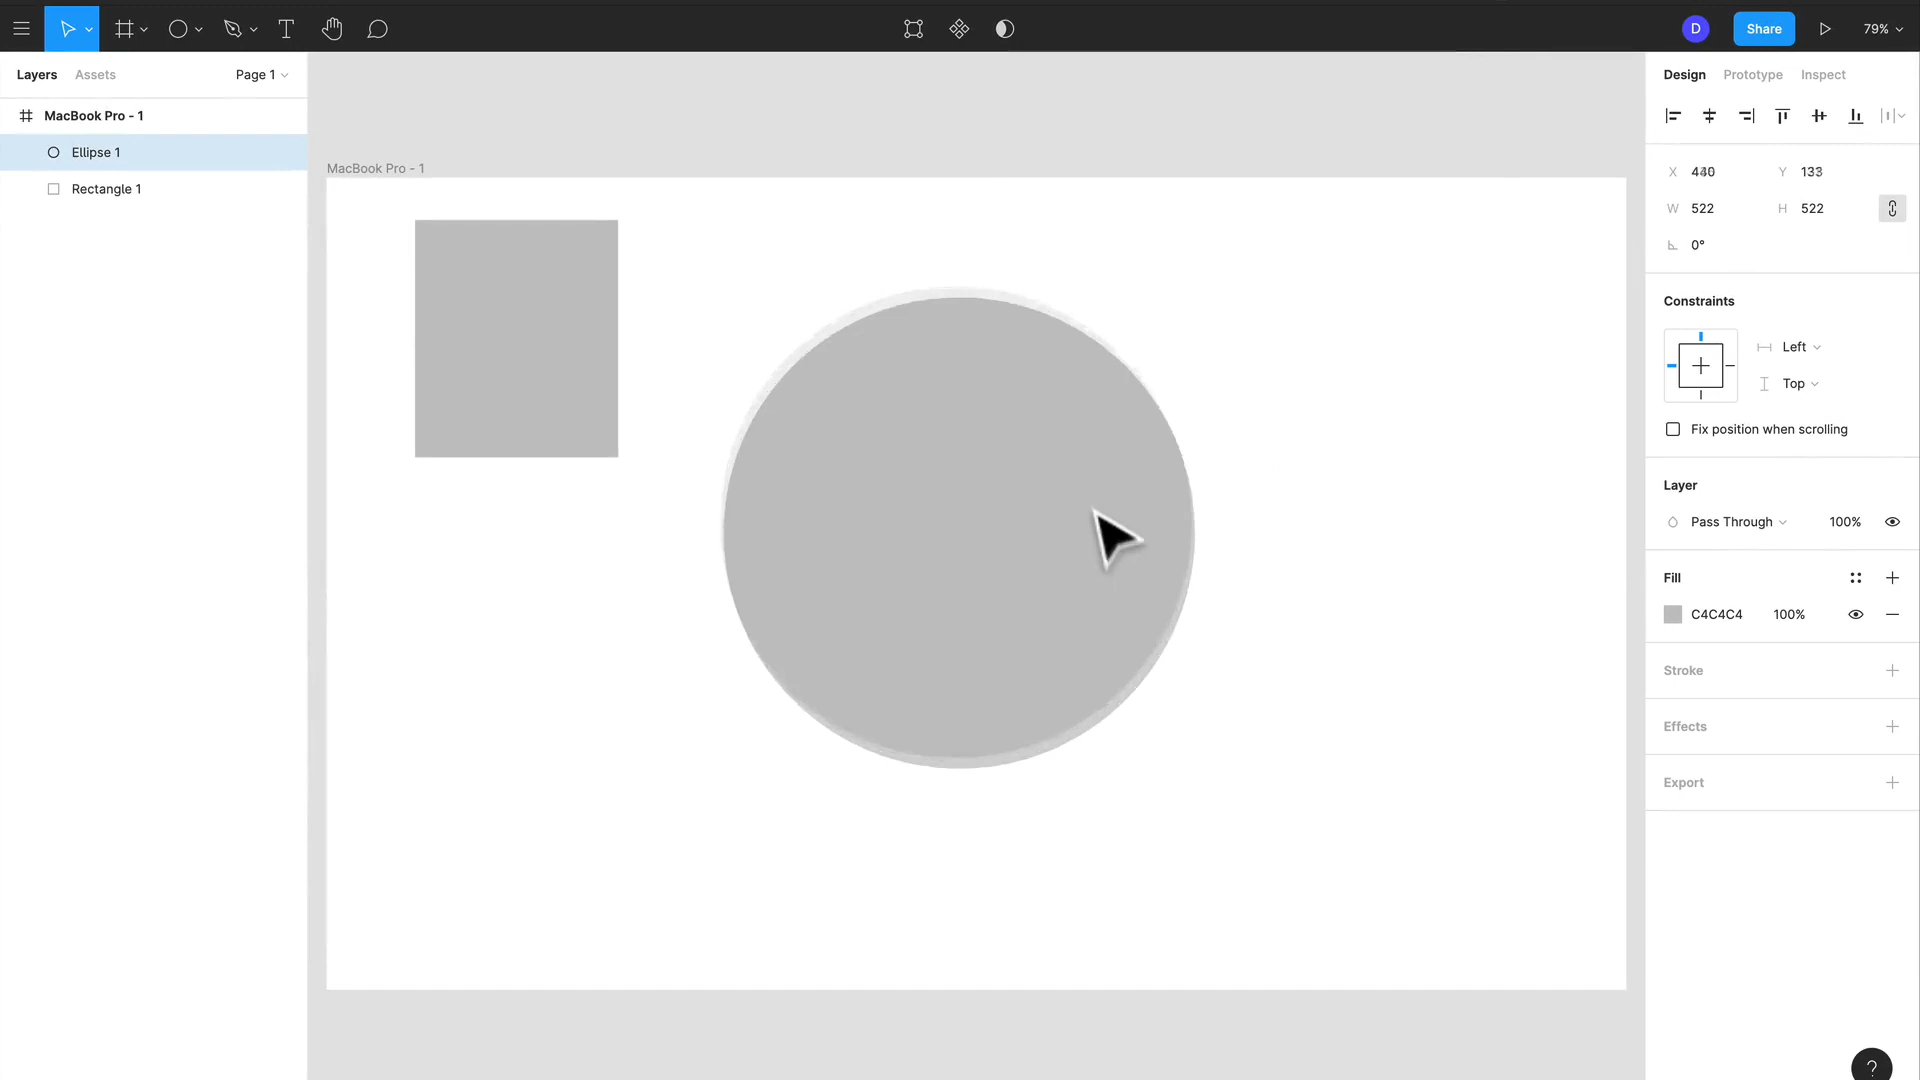 D
Share
79%
Layers
Assets
Page 1
Design
Prototype
Inspect
MacBook Pro - 1
Ellipse 1
Rectangle 1
MacBook Pro - 1
X
Y 133
W 522
H 522
0°
Constraints
Left
Top
Fix position when scrolling
Layer
Pass Through
100%
Fill
C4C4C4
100%
Stroke
Effects
Export
?